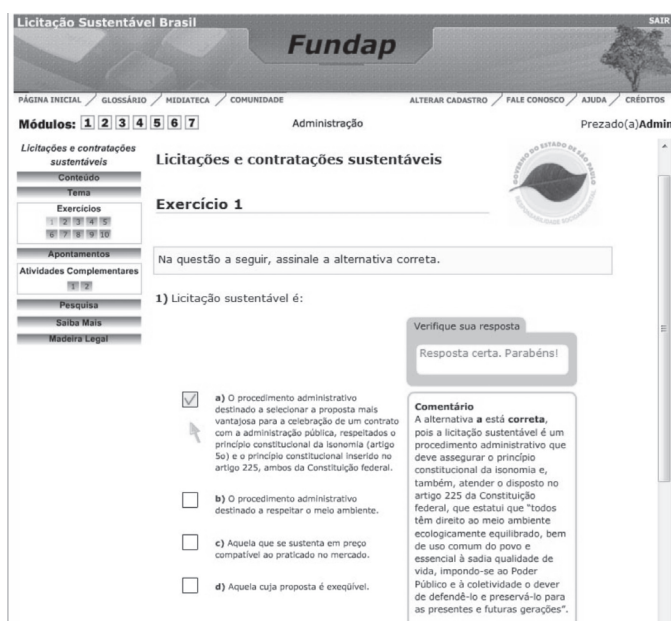 Licitação Sustentável Brasil
SAIR
Fundap
PÁGINA INICIAL / GLOSSÁRIO / MIDIATECA / COMUNIDADE
ALTERAR CADASTRO / FALE CONOSCO / AJUDA / CRÉDITOS
Módulos: 1 2 3 4 5 6 7
Administração
Prezado(a)Admin
Licitações e contratações
sustentáveis
Conteúdo
Tema
Exercícios
1 2 3 4 5
6 7 8 9 10
Apontamentos
Atividades Complementares
1 2
Pesquisa
Saiba Mais
Madeira Legal
Licitações e contratações sustentáveis
GOVERNO DO ESTADO DE SÃO PAULO
RESPONSABILIDADE SOCIOAMBIENTAL
Exercício 1
Na questão a seguir, assinale a alternativa correta.
1) Licitação sustentável é:
a) O procedimento administrativo
destinado a selecionar a proposta mais
vantajosa para a celebração de um contrato
com a administração pública, respeitados o
princípio constitucional da isonomia (artigo
5o) e o princípio constitucional inserido no
artigo 225, ambos da Constituição federal.
b) O procedimento administrativo
destinado a respeitar o meio ambiente.
c) Aquela que se sustenta em preço
compatível ao praticado no mercado.
d) Aquela cuja proposta é exeqüível.
Verifique sua resposta
Resposta certa. Parabéns!
Comentário
A alternativa a está correta,
pois a licitação sustentável é um
procedimento administrativo que
deve assegurar o princípio
constitucional da isonomia e,
também, atender o disposto no
artigo 225 da Constituição
federal, que estatui que "todos
têm direito ao meio ambiente
ecologicamente equilibrado, bem
de uso comum do povo e
essencial à sadia qualidade de
vida, impondo-se ao Poder
Público e à coletividade o dever
de defendê-lo e preservá-lo para
as presentes e futuras gerações".